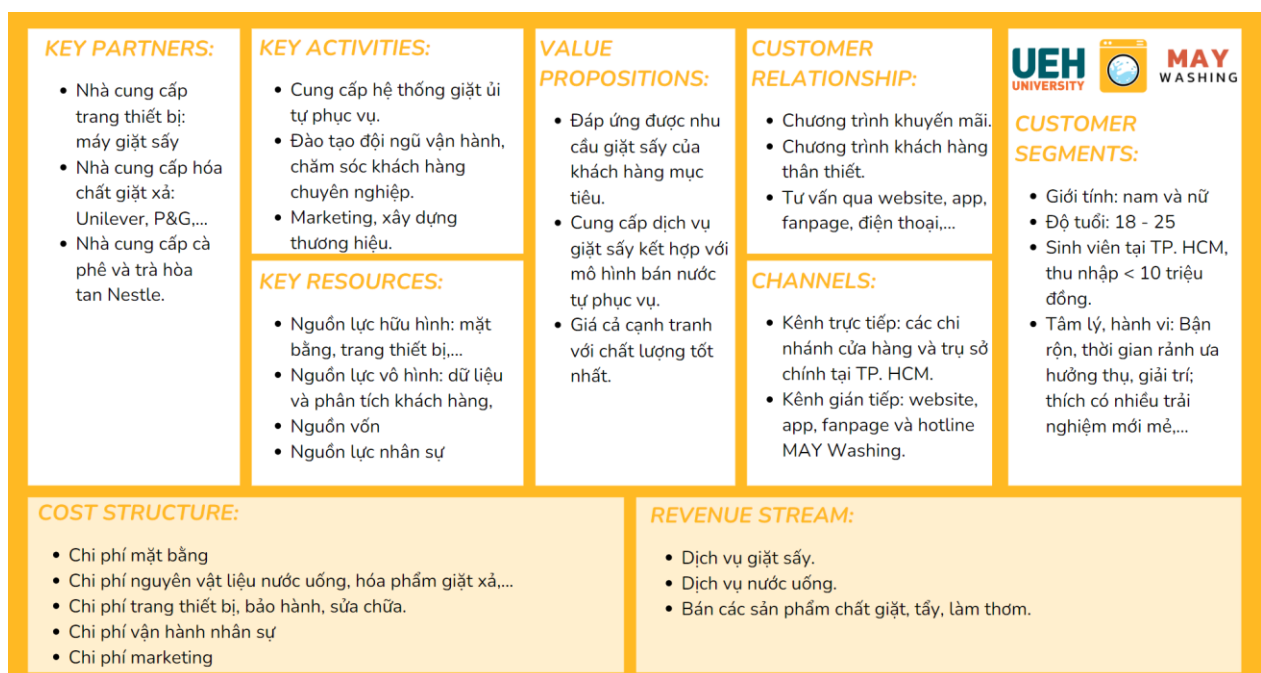 KEY PARTNERS:
Nhà cung cấp
trang thiết bị:
máy giặt sấy
Nhà cung cấp hóa
chất giặt xả:
Unilever, P&G,...
Nhà cung cấp cà
phê và trà hòa
tan Nestle.
KEY ACTIVITIES:
Cung cấp hệ thống giặt ủi
tự phục vụ.
Đào tạo đội ngũ vận hành,
chăm sóc khách hàng
chuyên nghiệp.
Marketing, xây dựng
thương hiệu.
KEY RESOURCES:
Nguồn lực hữu hình: mặt
bằng, trang thiết bị,...
Nguồn lực vô hình: dữ liệu
và phân tích khách hàng,
Nguồn vốn
Nguồn lực nhân sự
VALUE
PROPOSITIONS:
Đáp ứng được nhu
cầu giặt sấy của
khách hàng mục
tiêu.
Cung cấp dịch vụ
giặt sấy kết hợp với
mô hình bán nước
tự phục vụ.
Giá cả cạnh tranh
với chất lượng tốt
nhất.
CUSTOMER
RELATIONSHIP:
Chương trình khuyến mãi.
Chương trình khách hàng
thân thiết.
Tư vấn qua website, app,
fanpage, điện thoại,...
CHANNELS:
Kênh trực tiếp: các chi
nhánh cửa hàng và trụ sở
chính tại TP. HCM.
Kênh gián tiếp: website,
app, fanpage và hotline
MAY Washing.
UEH
UNIVERSITY
MAY
WASHING
CUSTOMER
SEGMENTS:
Giới tính: nam và nữ
Độ tuổi: 18 - 25
Sinh viên tại TP. HCM,
thu nhập < 10 triệu
đồng.
Tâm lý, hành vi: Bận
rộn, thời gian rảnh ưa
hưởng thụ, giải trí;
thích có nhiều trải
nghiệm mới mẻ,...
COST STRUCTURE:
Chi phí mặt bằng
Chi phí nguyên vật liệu nước uống, hóa phẩm giặt xả,...
Chi phí trang thiết bị, bảo hành, sửa chữa.
Chi phí vận hành nhân sự
Chi phí marketing
REVENUE STREAM:
Dịch vụ giặt sấy.
Dịch vụ nước uống.
Bán các sản phẩm chất giặt, tẩy, làm thơm.